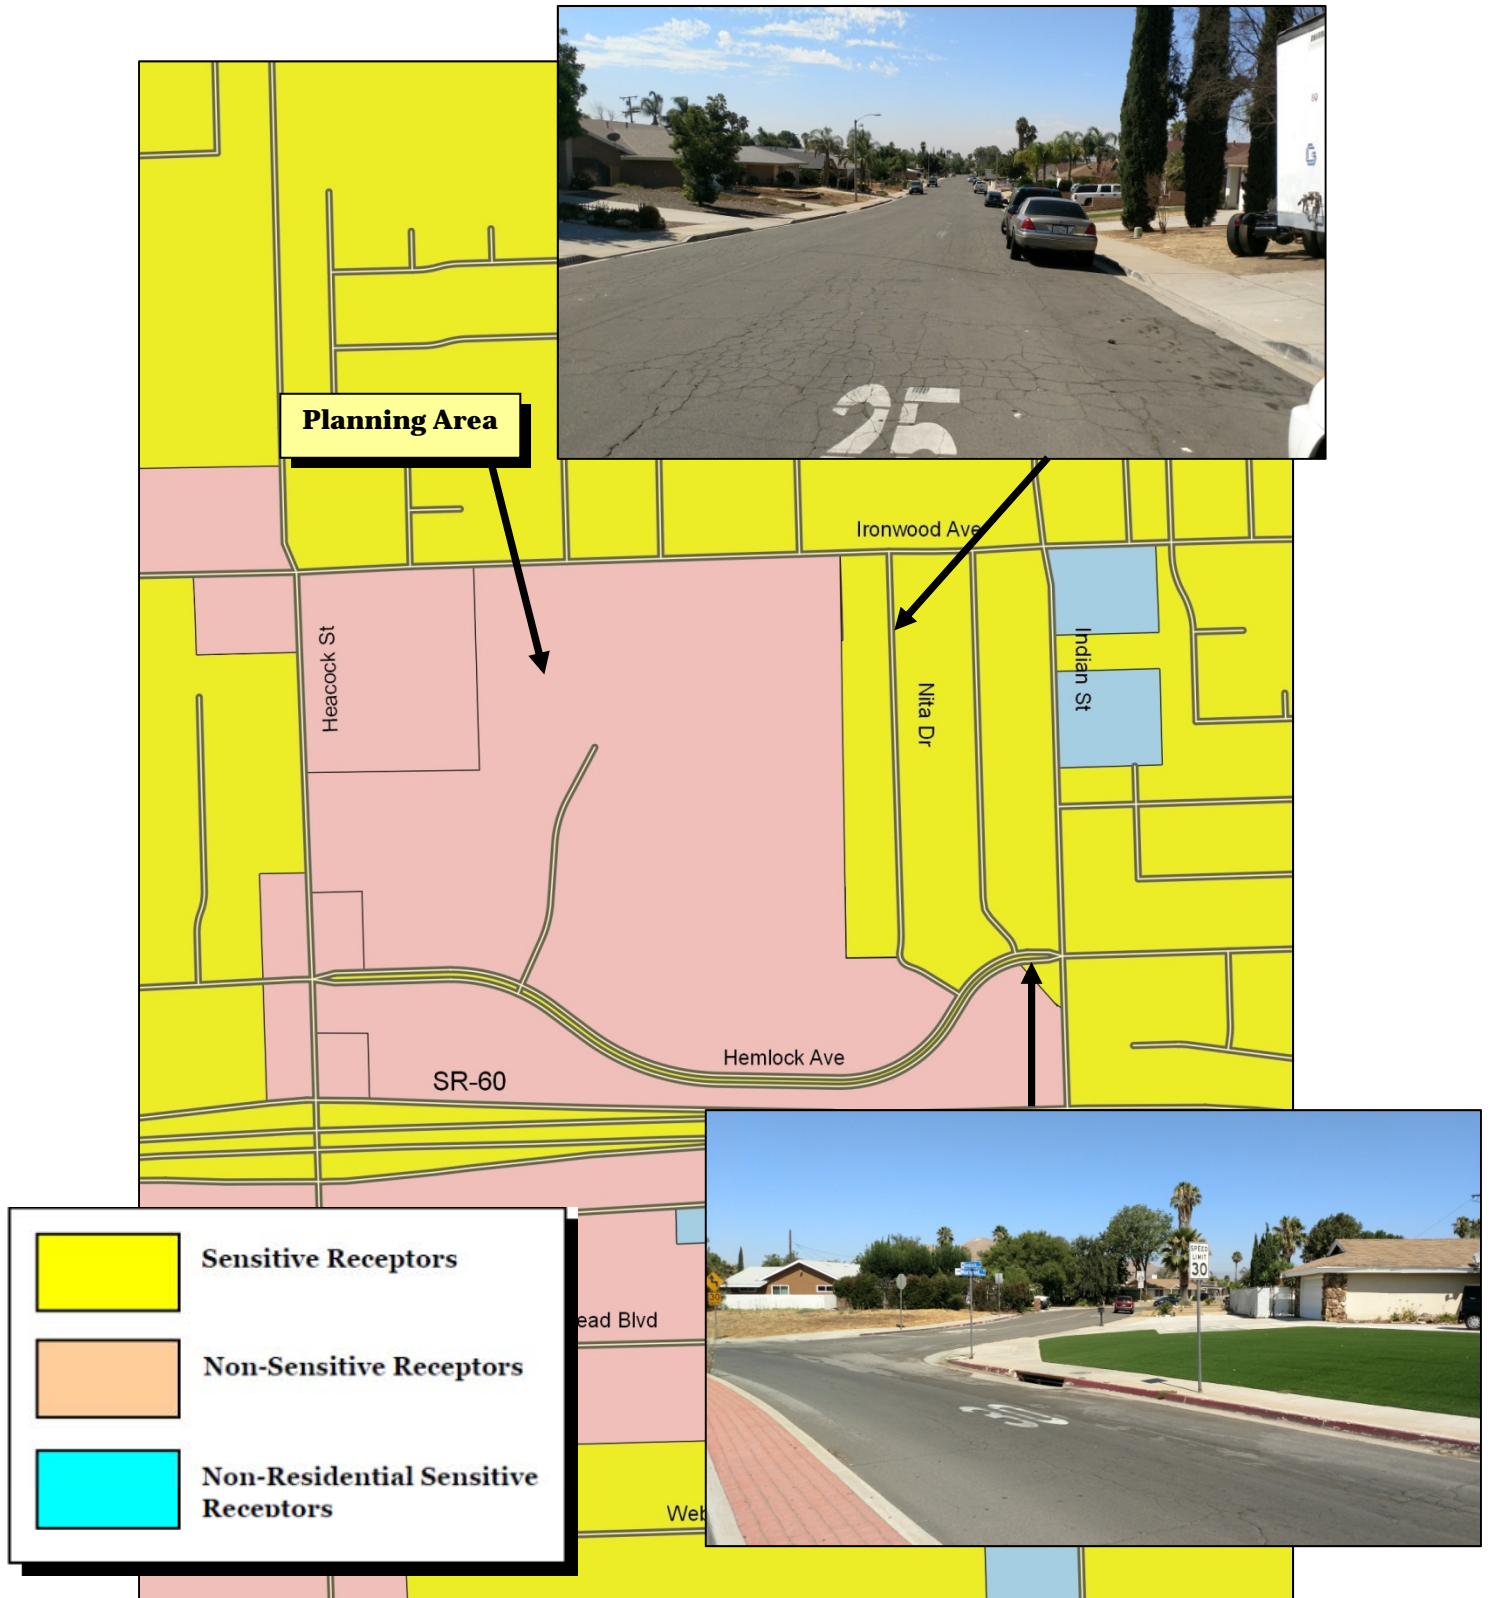 25
Planning Area
Ironwood Ave
Heacock St
Indian St
Nita Dr
Hemlock Ave
SR-60
SPEED
LIMIT
30
30
30
Sensitive Receptors
ead Blvd
Non-Sensitive Receptors
Non-Residential Sensitive
Receptors
Web